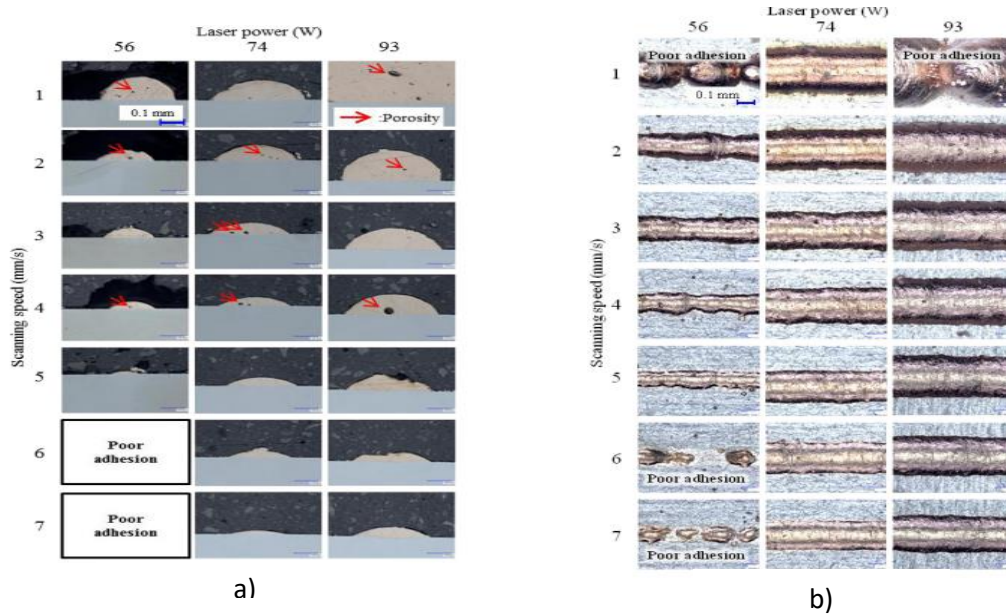 Laser power (W)
56 74 93
Scanning speed (mm/s)
1
0.1 mm
:Porosity
2
3
4
5
6
Poor
adhesion
7
Poor
adhesion
a)
Laser power (W)
56 74 93
Scanning speed (mm/s)
1
Poor adhesion
Poor adhesion
0.1 mm
2
3
4
5
6
Poor adhesion
7
Poor adhesion
b)